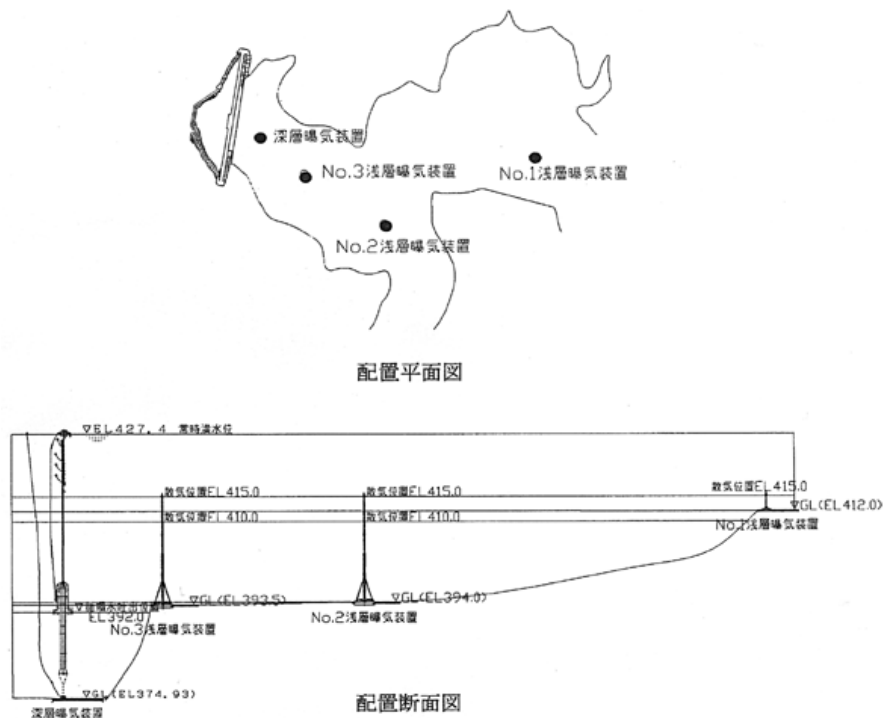 深層曝気装置
No.3浅層曝気装置
No.1浅層曝気装置
No.2浅層曝気装置
配置平面図
▽EL427.4 常時満水位
散気位置EL415.0
散気位置EL415.0
散気位置EL415.0
▽GL(EL412.0)
散気位置EL410.0
散気位置EL410.0
No.1浅層曝気装置
▽GL(EL393.5)
▽GL(EL394.0)
EL392.0
No.3浅層曝気装置
No.2浅層曝気装置
▽GL(EL374.93)
深層曝気装置
配置断面図